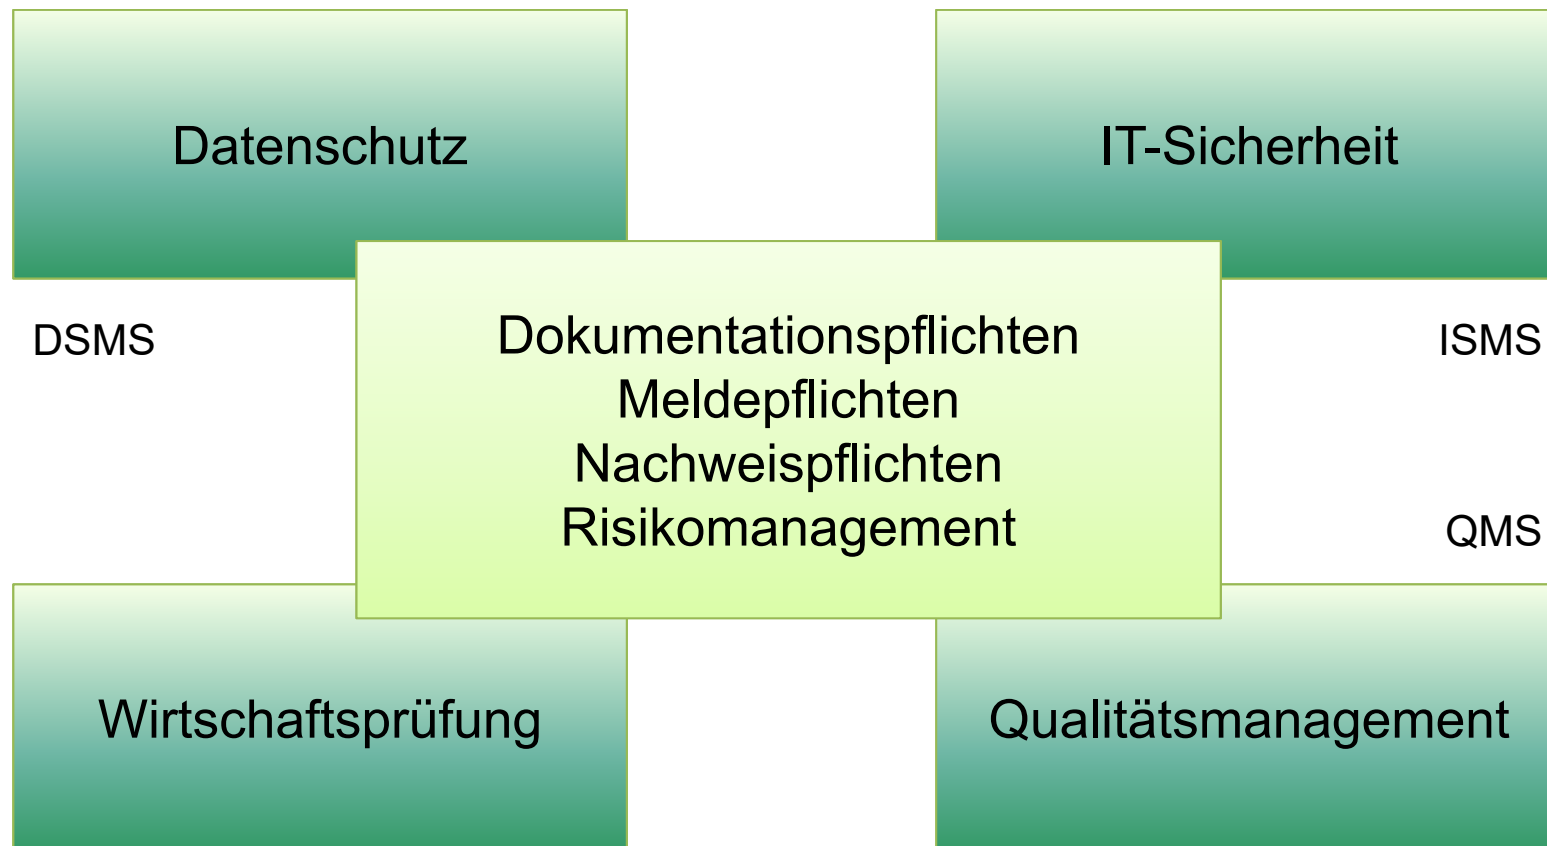 Datenschutz
IT-Sicherheit
DSMS
Dokumentationspflichten
Meldepflichten
Nachweispflichten
Risikomanagement
ISMS
QMS
Wirtschaftsprüfung
Qualitätsmanagement